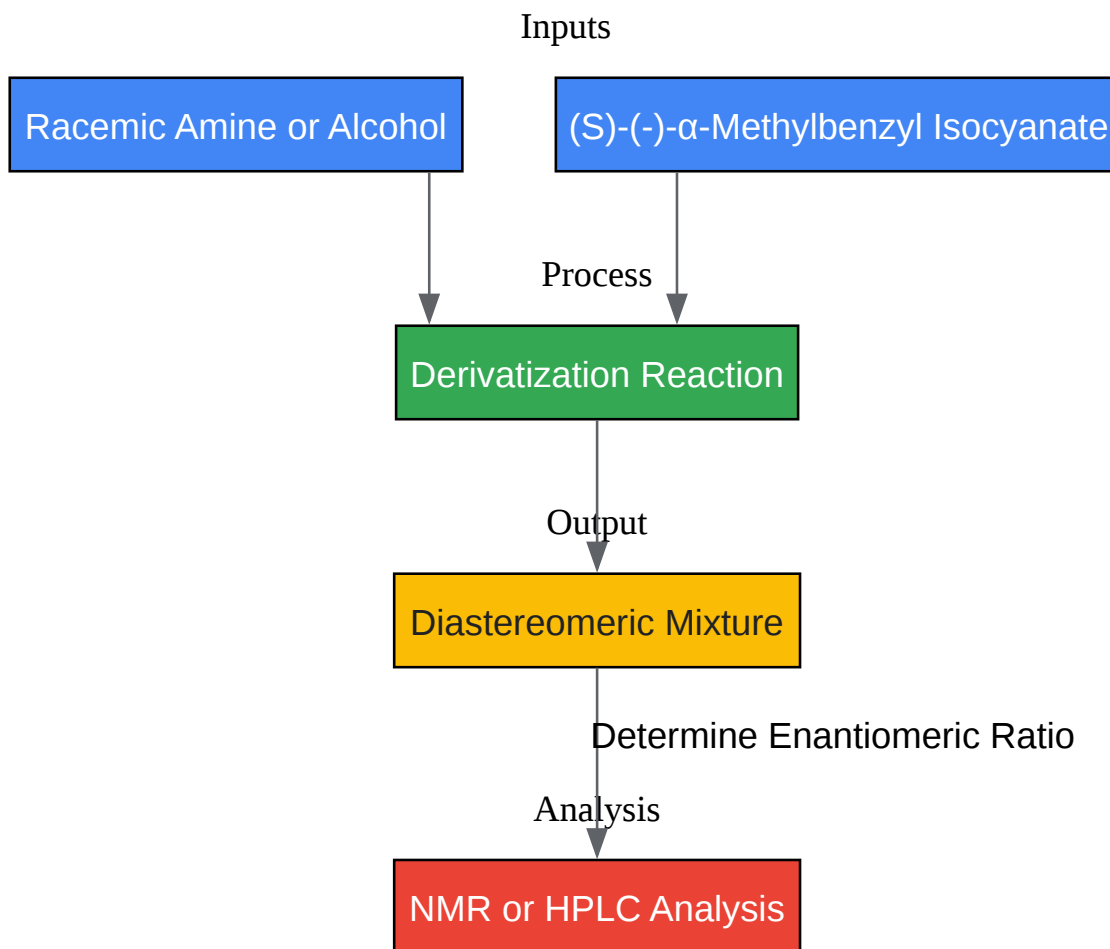 Inputs
Racemic Amine or Alcohol
(S)-(-)-α-Methylbenzyl Isocyanate
Process
Derivatization Reaction
Output
Diastereomeric Mixture
Determine Enantiomeric Ratio
Analysis
NMR or HPLC Analysis